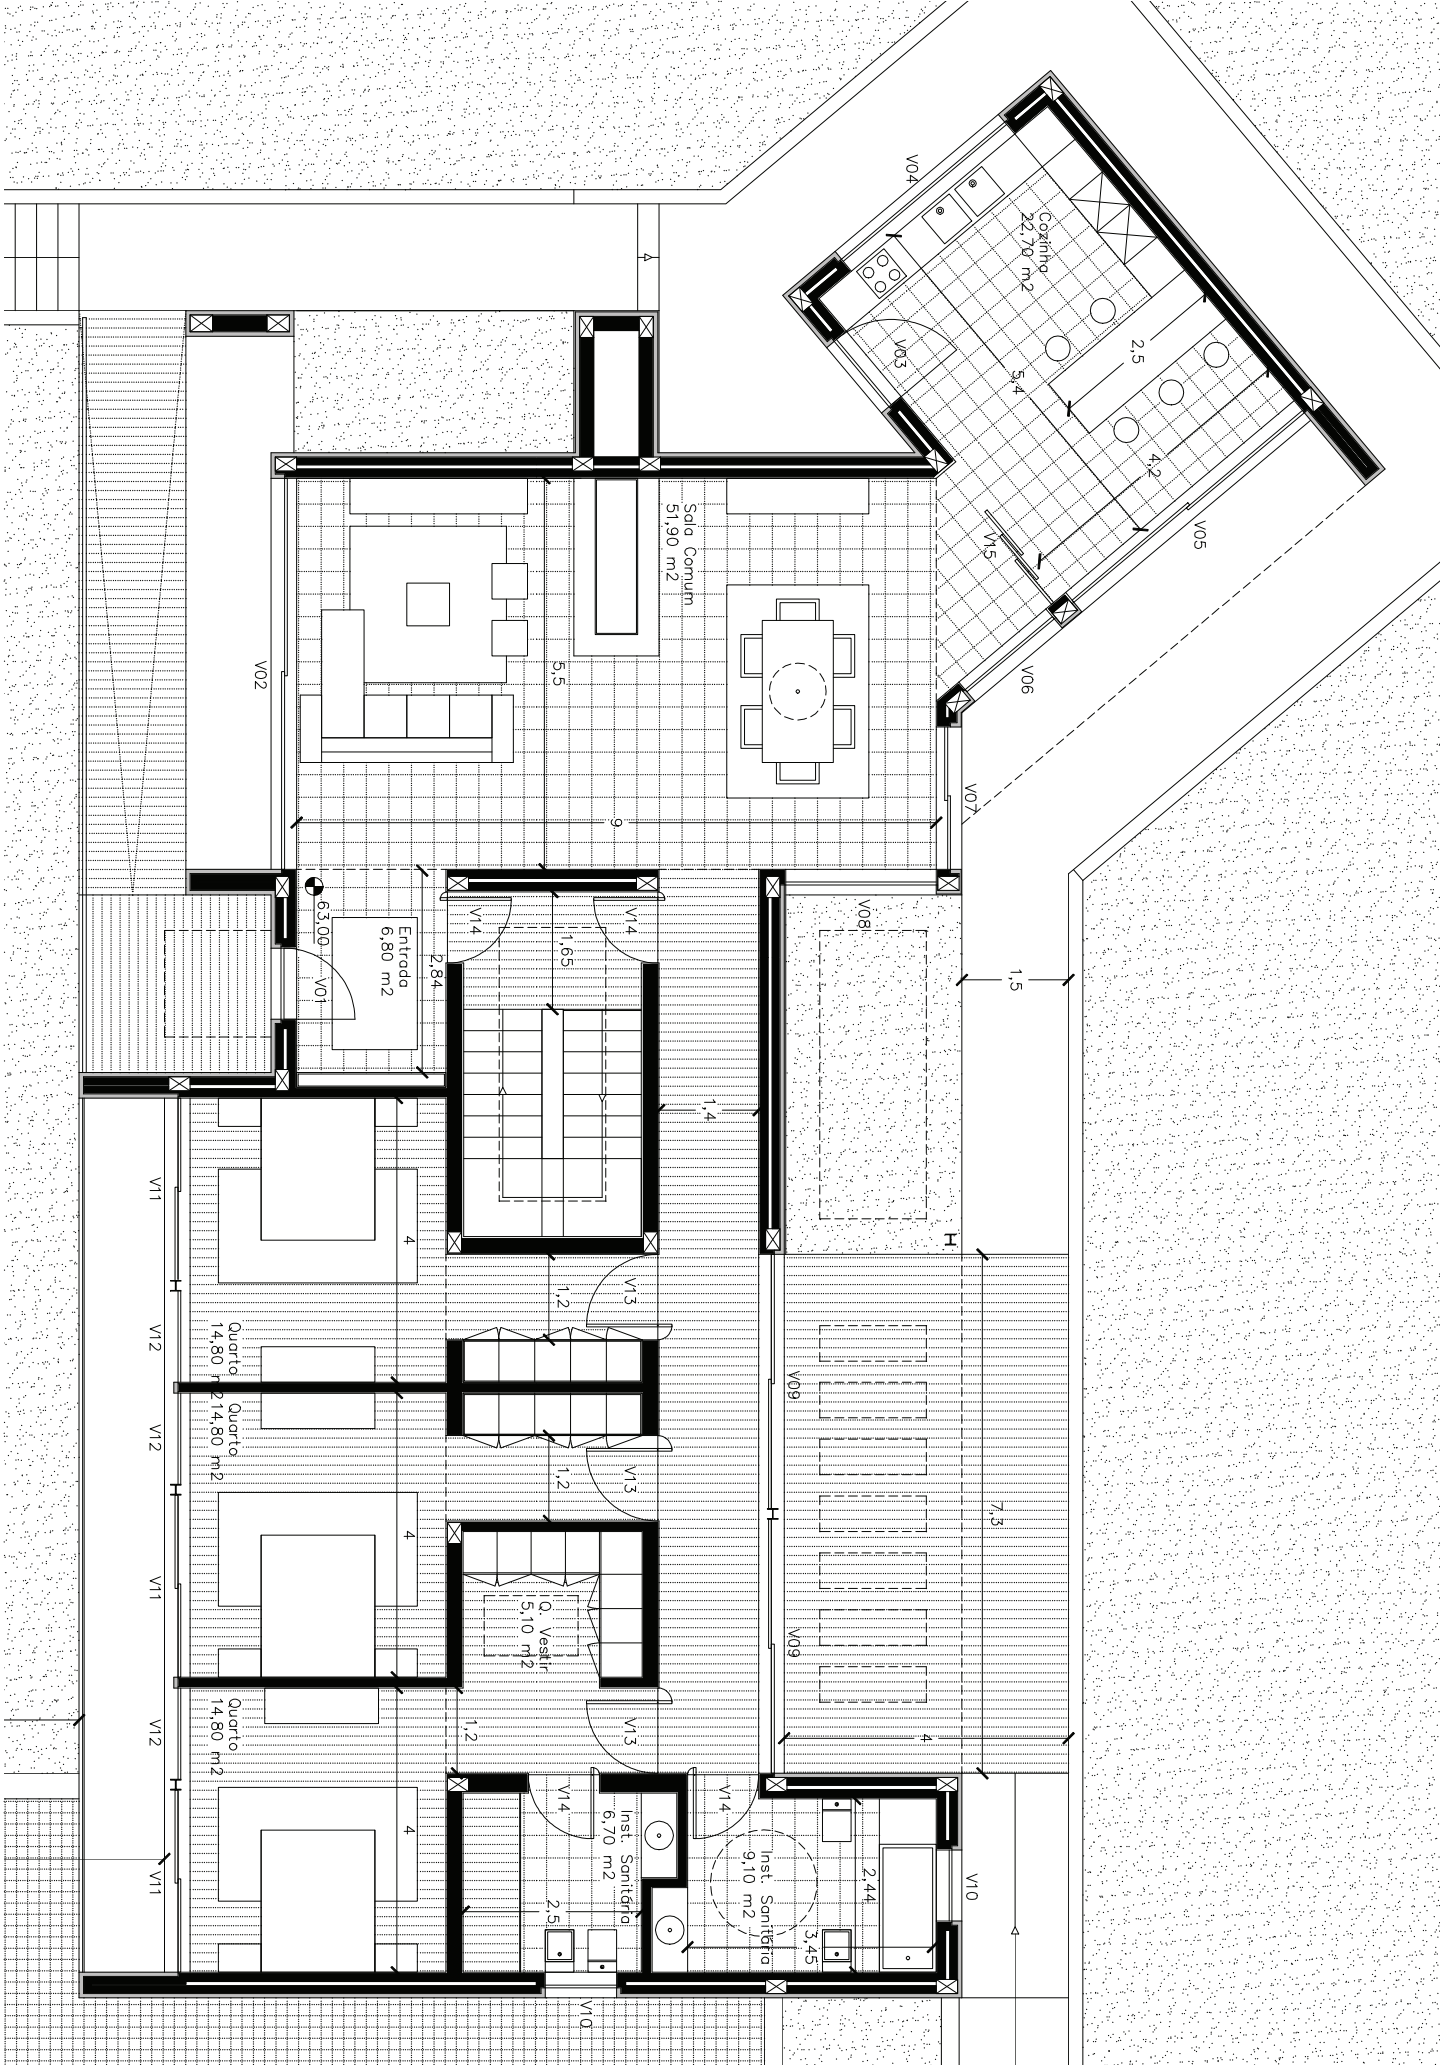 V04
Cozinha
22,70 m2
V03
2,5
5,4
4,2
V05
V15
V06
Sala Comum
51,90 m2
V02
5,5
9
V07
V08
63,00
V01
Entrada
6,80 m2
2,84
V14
V14
1,65
1,5
1,4
V11
4
V12
Quarto
14,80 m2
1,2
V13
V09
7,3
V12
Quarto
14,80 m2
1,2
V13
V11
4
Q. Vestir
5,10 m2
V09
4
V12
Quarto
14,80 m2
1,2
V13
V14
V14
V11
4
Inst. Sanitária
6,70 m2
2,5
Inst. Sanitária
9,10 m2
2,44
3,45
V10
V10
H
H
H
H
H